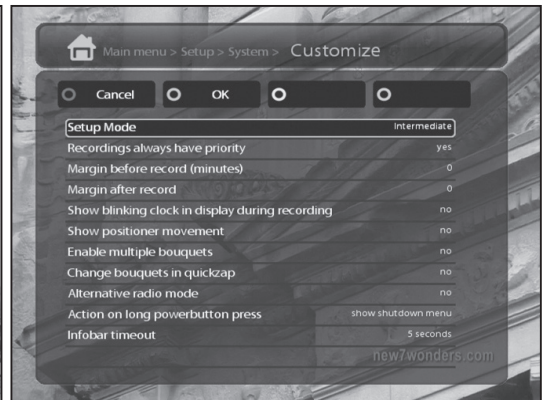 Main menu > Setup > System > Customize
Cancel OK
Setup Mode Intermediate
Recordings always have priority yes
Margin before record (minutes) 0
Margin after record 0
Show blinking clock in display during recording no
Show positioner movement no
Enable multiple bouquets no
Change bouquets in quickzap no
Alternative radio mode no
Action on long powerbutton press show shutdown menu
Infobar timeout 5 seconds
new7wonders.com